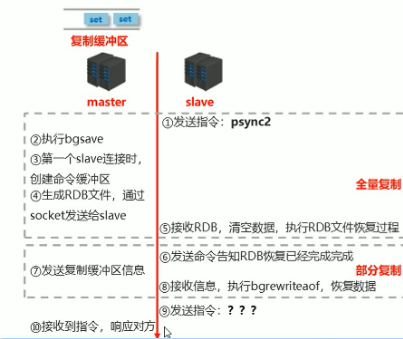 set set
复制缓冲区
master slave
①发送指令：psync2
②执行bgsave
③第一个slave连接时，
创建命令缓冲区
④生成RDB文件，通过
socket发送给slave
全量复制
⑤接收RDB，清空数据，执行RDB文件恢复过程
⑥发送命令告知RDB恢复已经完成完成
⑦发送复制缓冲区信息
部分复制
⑧接收信息，执行bgrewriteaof，恢复数据
⑨发送指令：？？？
⑩接收到指令，响应对方